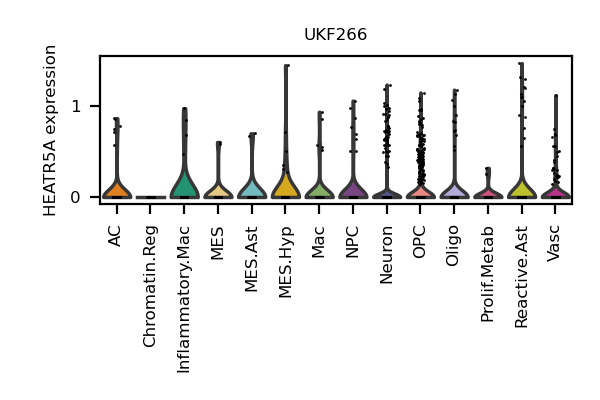 UKF266
HEATR5A expression
1
0
AC
Chromatin.Reg
Inflammatory.Mac
MES
MES.Ast
MES.Hyp
Mac
NPC
Neuron
OPC
Oligo
Prolif.Metab
Reactive.Ast
Vasc